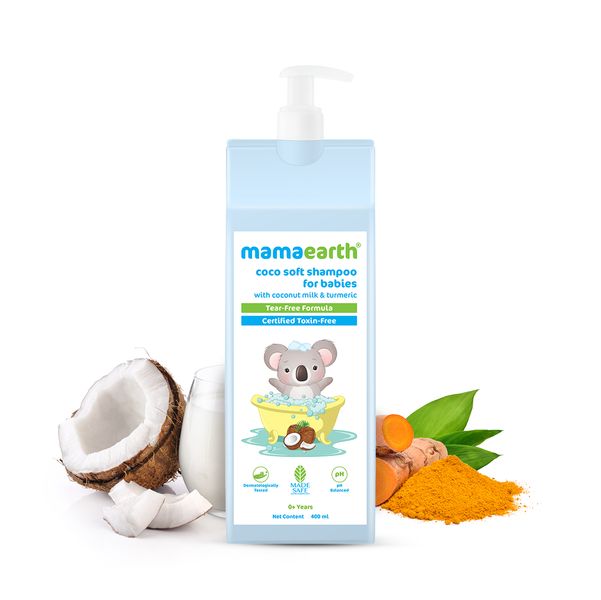 mamaearth®
coco soft shampoo
for babies
with coconut milk & turmeric
Tear-Free Formula
Certified Toxin-Free
Dermatologically
Tested
MADE
SAFE
pH
pH
Balanced
0+ Years
Net Content 400 ml